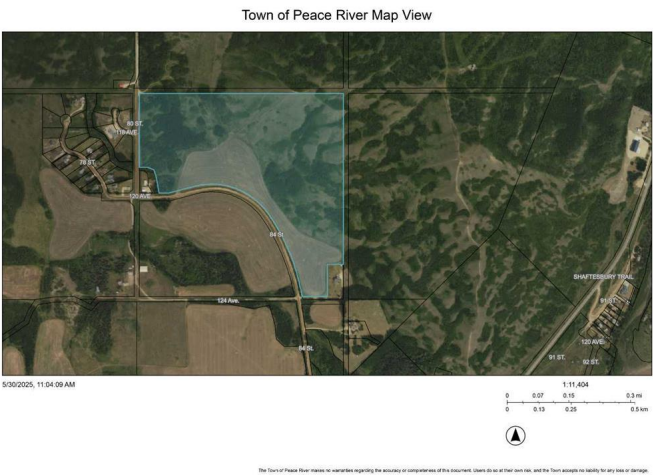 Town of Peace River Map View
80 ST.
118 AVE.
78 ST.
120 AVE.
84 St.
SHAFTESBURY TRAIL
91 ST.
124 Ave.
120 AVE.
84 St.
91 ST.
92 ST.
5/30/2025, 11:04:09 AM
1:11,404
0 0.07 0.15 0.3 mi
0 0.13 0.25 0.5 km
The Town of Peace River makes no warranties regarding the accuracy or completeness of this document. Users do so at their own risk, and the Town accepts no liability for any loss or damage.